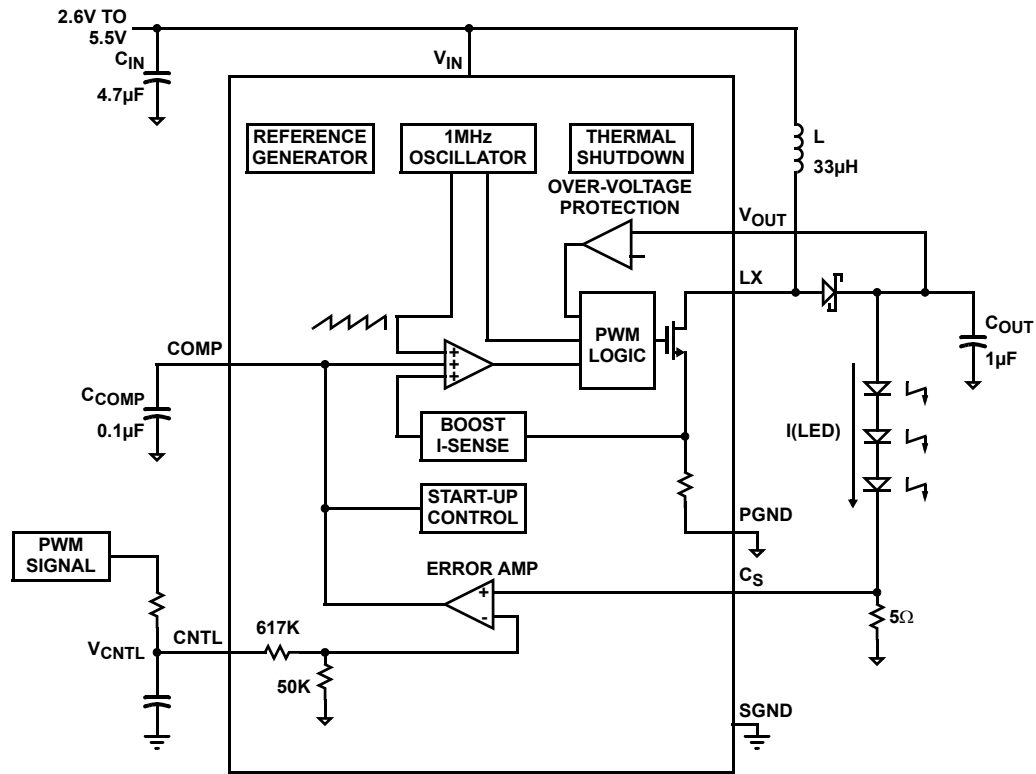 2.6V TO
5.5V
CIN
4.7µF
VIN
REFERENCE
GENERATOR
1MHz
OSCILLATOR
THERMAL
SHUTDOWN
OVER-VOLTAGE
PROTECTION
L
33µH
VOUT
LX
PWM
LOGIC
COUT
1µF
COMP
+
+
+
CCOMP
0.1µF
BOOST
I-SENSE
I(LED)
START-UP
CONTROL
PGND
PWM
SIGNAL
ERROR AMP
CS
+
-
5Ω
617K
CNTL
VCNTL
50K
SGND